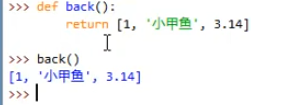 >>> def back():
        return [1, '小甲鱼', 3.14]
>>> back()
[1, '小甲鱼', 3.14]
>>>